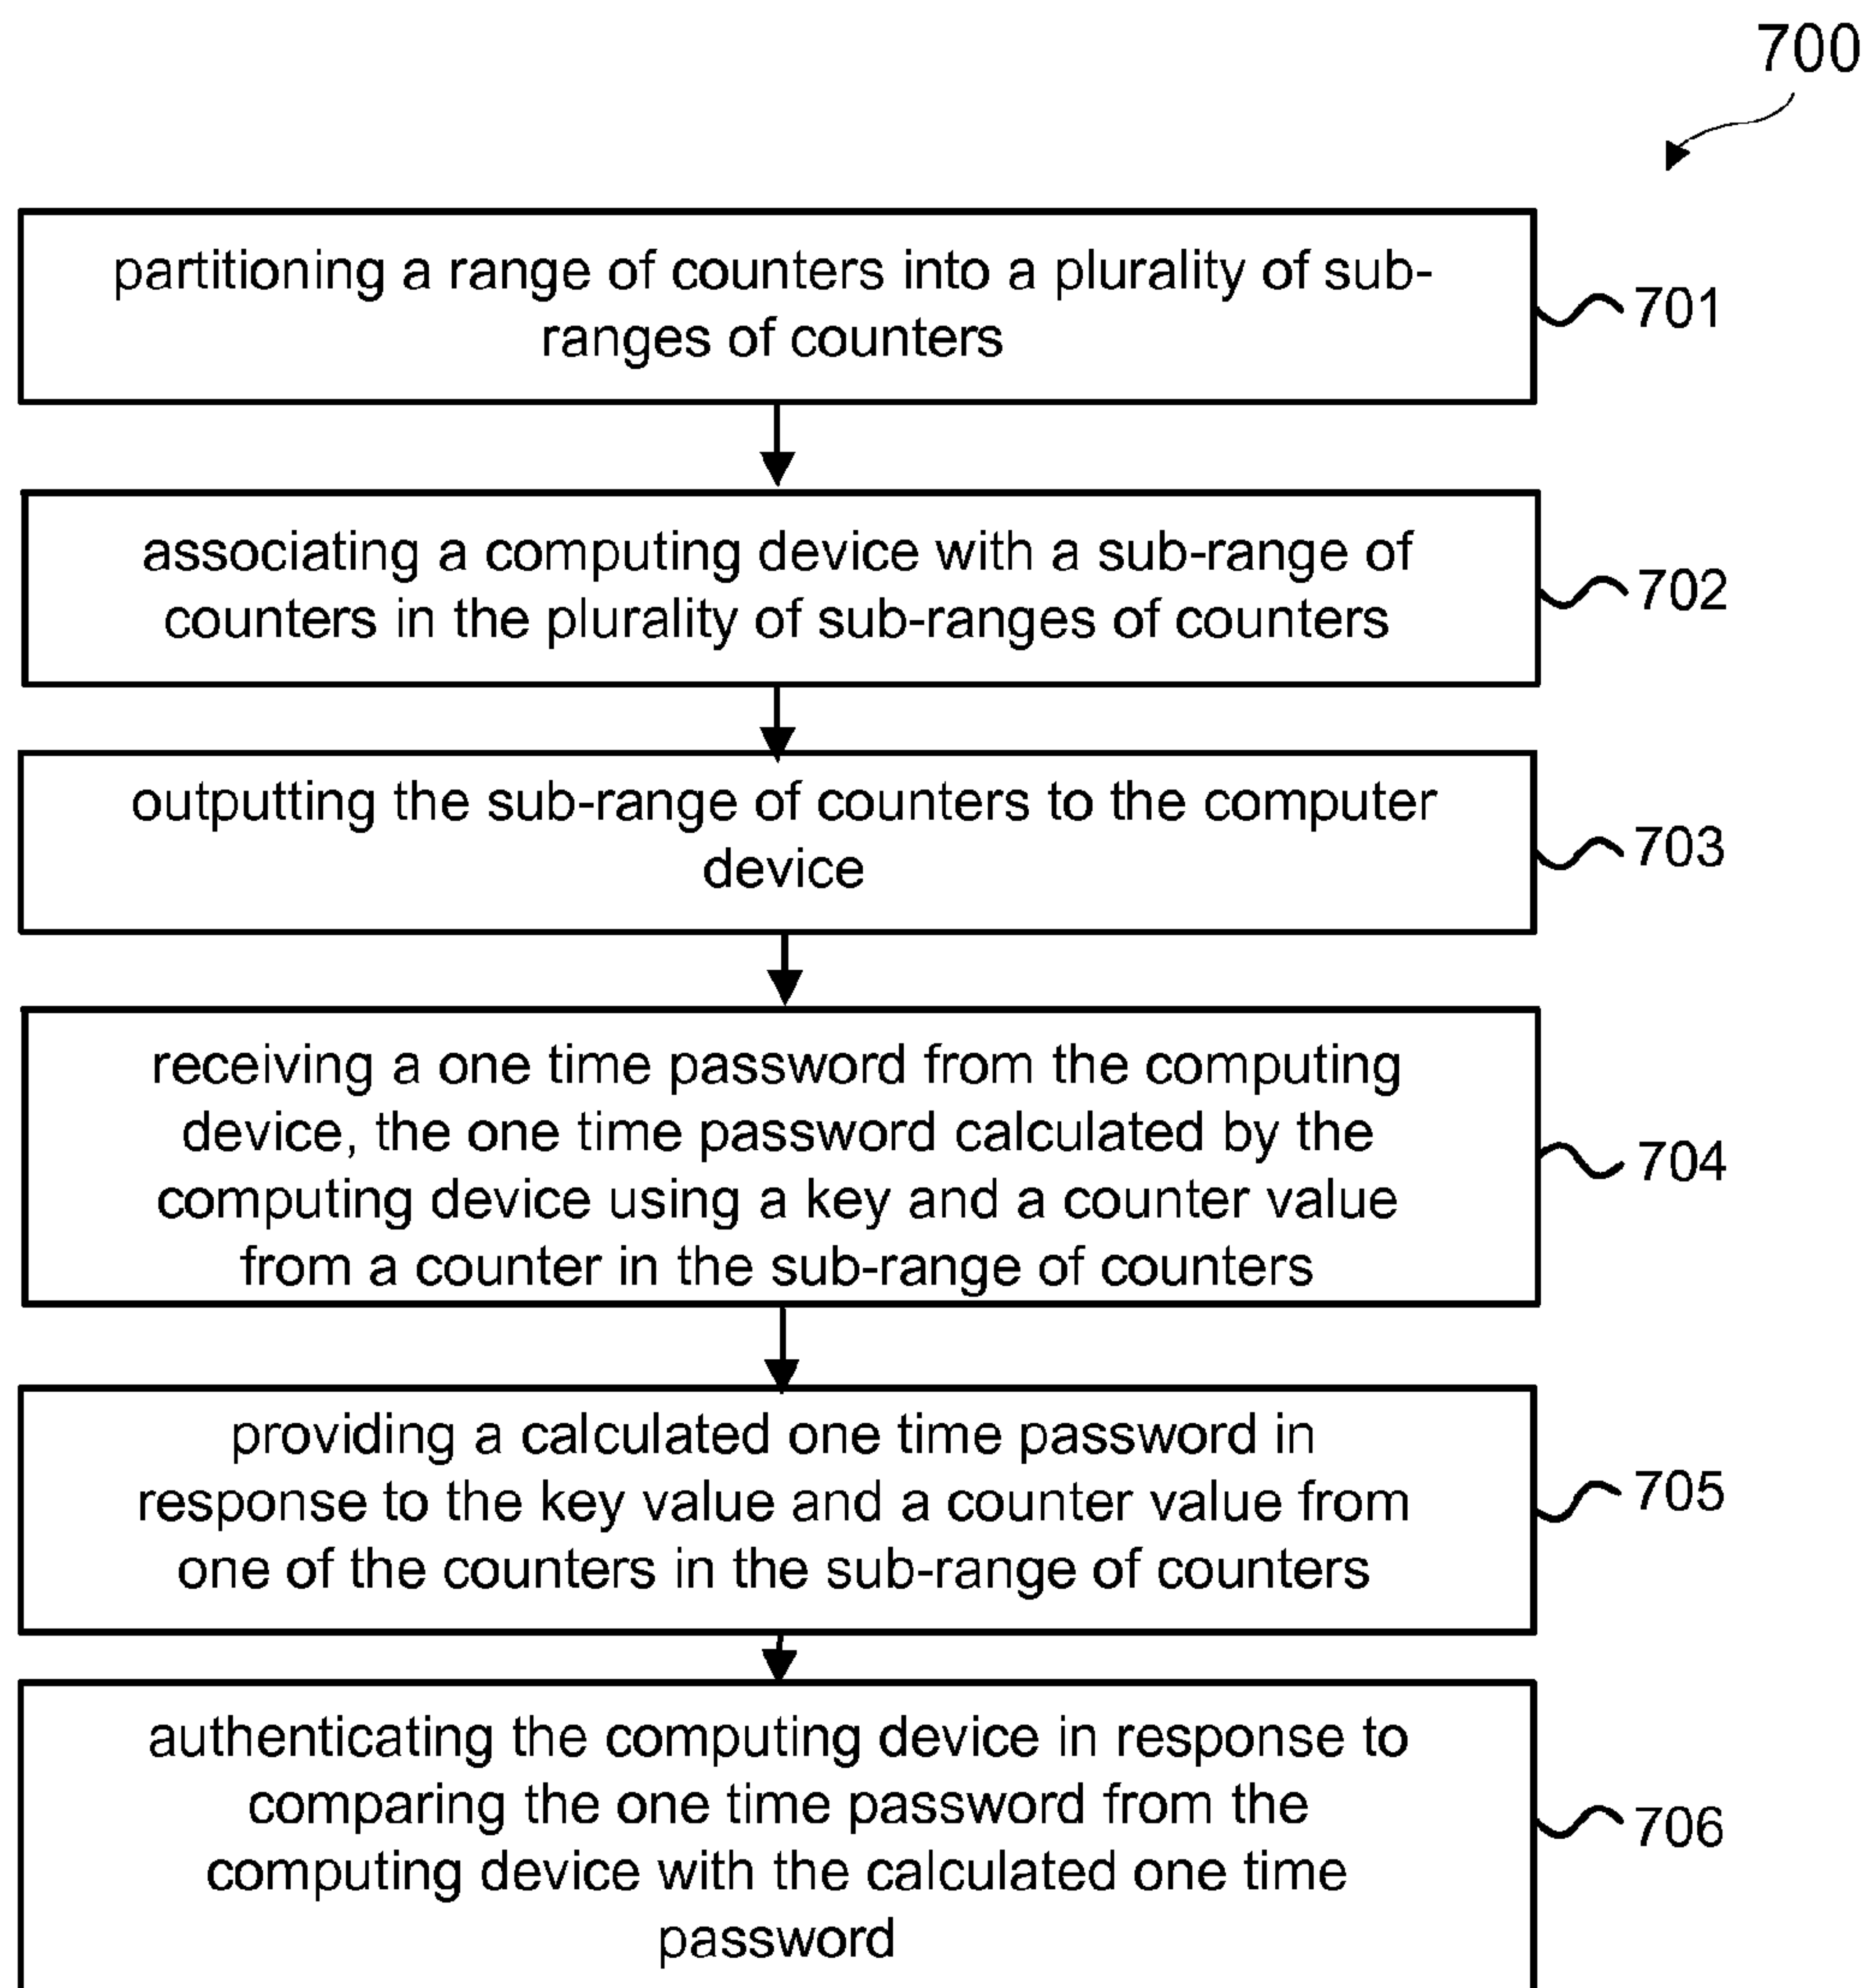 700
partitioning a range of counters into a plurality of sub-
ranges of counters
701
associating a computing device with a sub-range of
counters in the plurality of sub-ranges of counters
702
outputting the sub-range of counters to the computer
device
703
receiving a one time password from the computing
device, the one time password calculated by the
computing device using a key and a counter value
from a counter in the sub-range of counters
704
providing a calculated one time password in
response to the key value and a counter value from
one of the counters in the sub-range of counters
705
authenticating the computing device in response to
comparing the one time password from the
computing device with the calculated one time
password
706